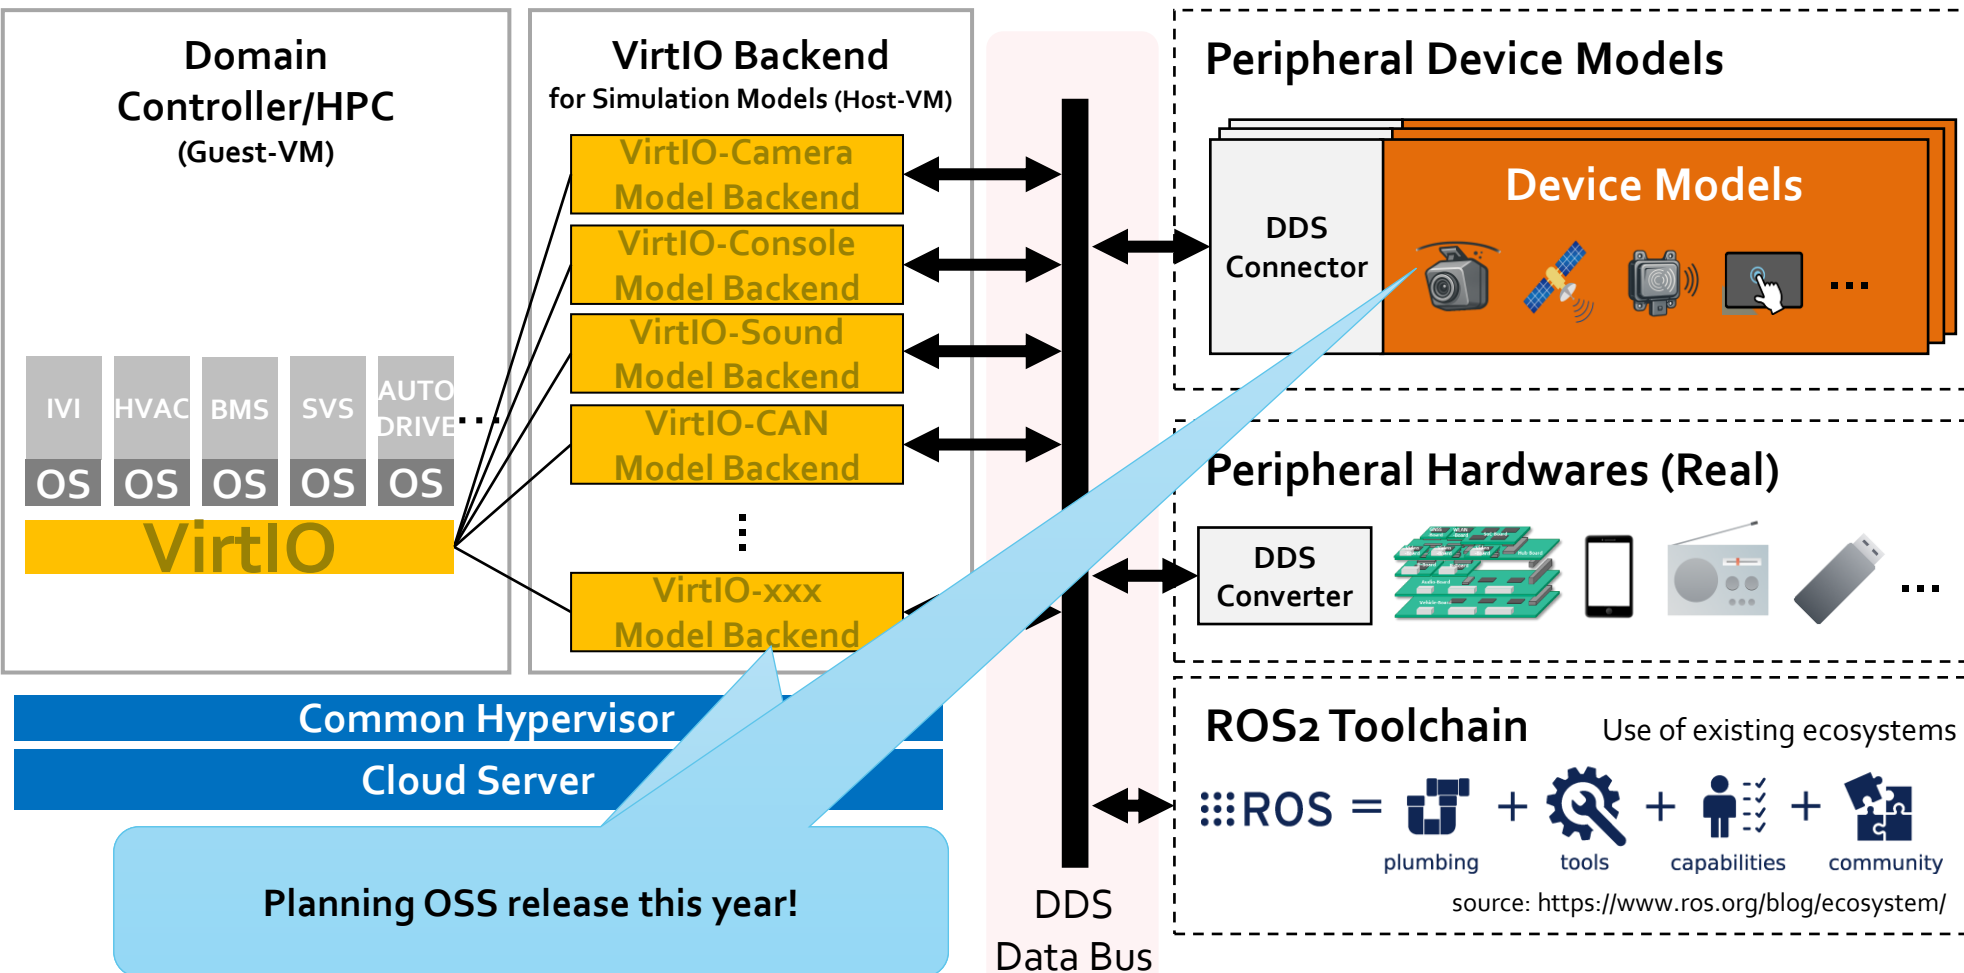 Domain
Controller/HPC
(Guest-VM)
IVI
HVAC
BMS
SVS
AUTO
DRIVE
...
OS
OS
OS
OS
OS
VirtIO
VirtIO Backend
for Simulation Models (Host-VM)
VirtIO-Camera
Model Backend
VirtIO-Console
Model Backend
VirtIO-Sound
Model Backend
VirtIO-CAN
Model Backend
VirtIO-xxx
Model Backend
Common Hypervisor
Cloud Server
Planning OSS release this year!
DDS
Data Bus
Peripheral Device Models
DDS
Connector
Device Models
...
Peripheral Hardwares (Real)
DDS
Converter
Audio Board
...
ROS2 Toolchain
Use of existing ecosystems
ROS = plumbing + tools + capabilities + community
source: https://www.ros.org/blog/ecosystem/